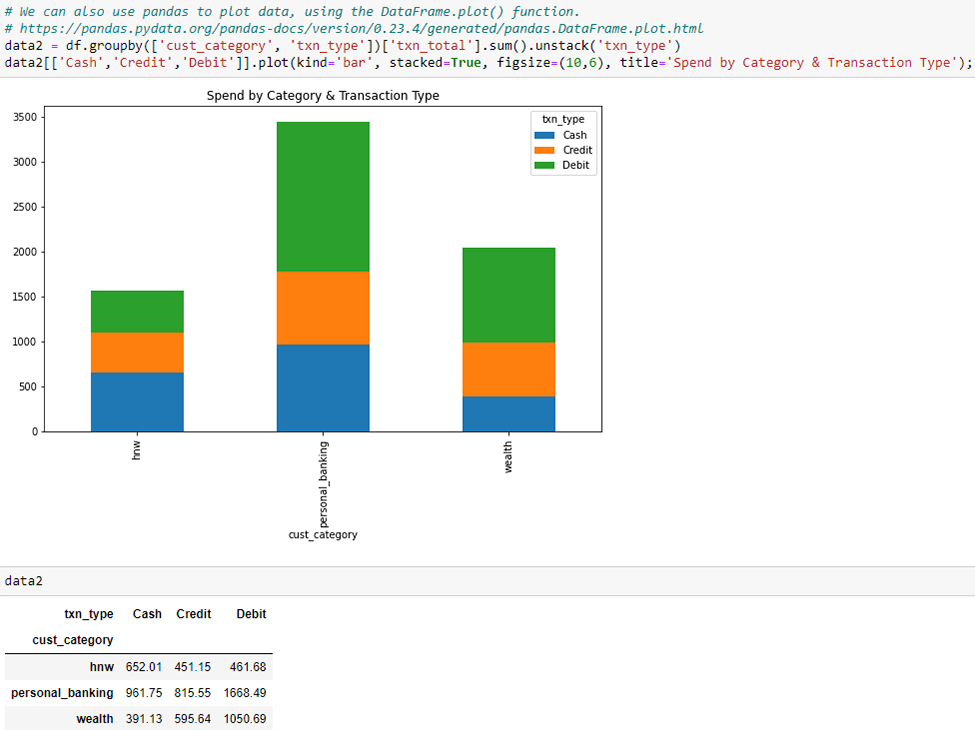 # We can also use pandas to plot data, using the DataFrame.plot() function.
# https://pandas.pydata.org/pandas-docs/version/0.23.4/generated/pandas.DataFrame.plot.html
data2 = df.groupby(['cust_category', 'txn_type'])['txn_total'].sum().unstack('txn_type')
data2[['Cash','Credit','Debit']].plot(kind='bar', stacked=True, figsize=(10,6), title='Spend by Category & Transaction Type');
Spend by Category & Transaction Type
txn_type
Cash
Credit
Debit
3500
3000
2500
2000
1500
1000
500
0
hnw
personal_banking
wealth
cust_category
data2
txn_type Cash Credit Debit
cust_category
hnw 652.01 451.15 461.68
personal_banking 961.75 815.55 1668.49
wealth 391.13 595.64 1050.69